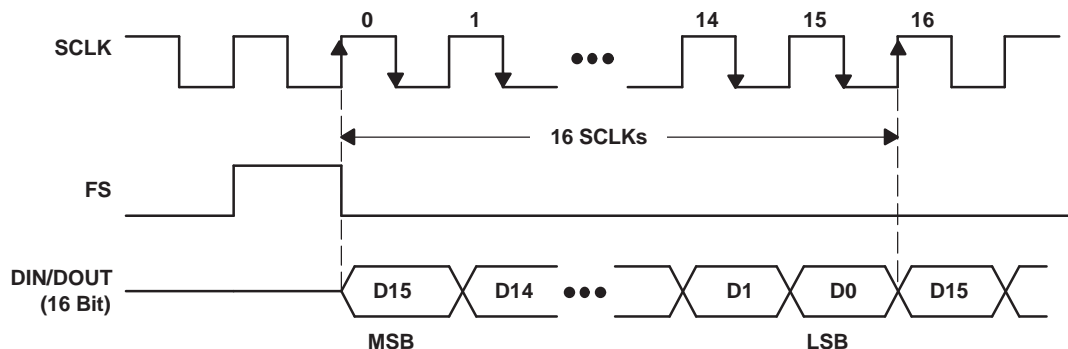 0 1 14 15 16
SCLK
16 SCLKs
FS
DIN/DOUT
(16 Bit)
D15 D14 D1 D0 D15
MSB LSB